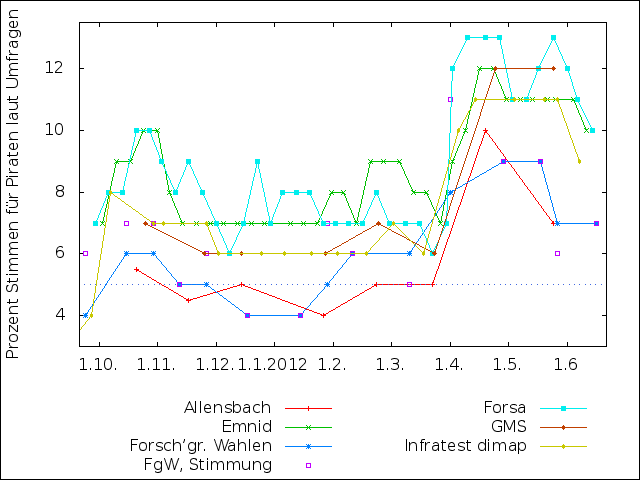 Prozent Stimmen für Piraten laut Umfragen
12
10
8
6
4
1.10. 1.11. 1.12. 1.1.2012 1.2. 1.3. 1.4. 1.5. 1.6
Allensbach Forsa
Emnid GMS
Forsch'gr. Wahlen Infratest dimap
FgW, Stimmung